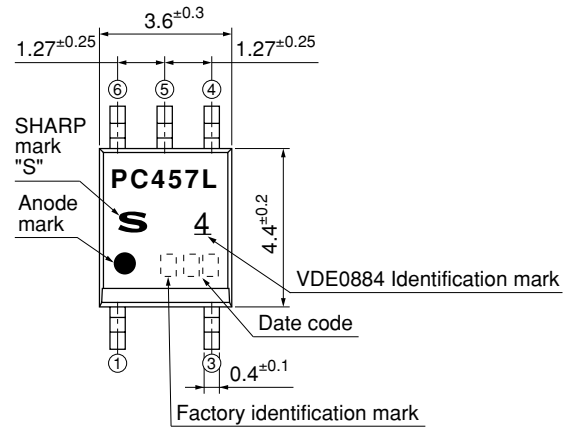 3.6±0.3
1.27±0.25 1.27±0.25
⑥ ⑤ ④
SHARP
mark
"S"
PC457L
S
Anode
mark
4
4.4±0.2
VDE0884 Identification mark
Date code
① ③
0.4±0.1
Factory identification mark